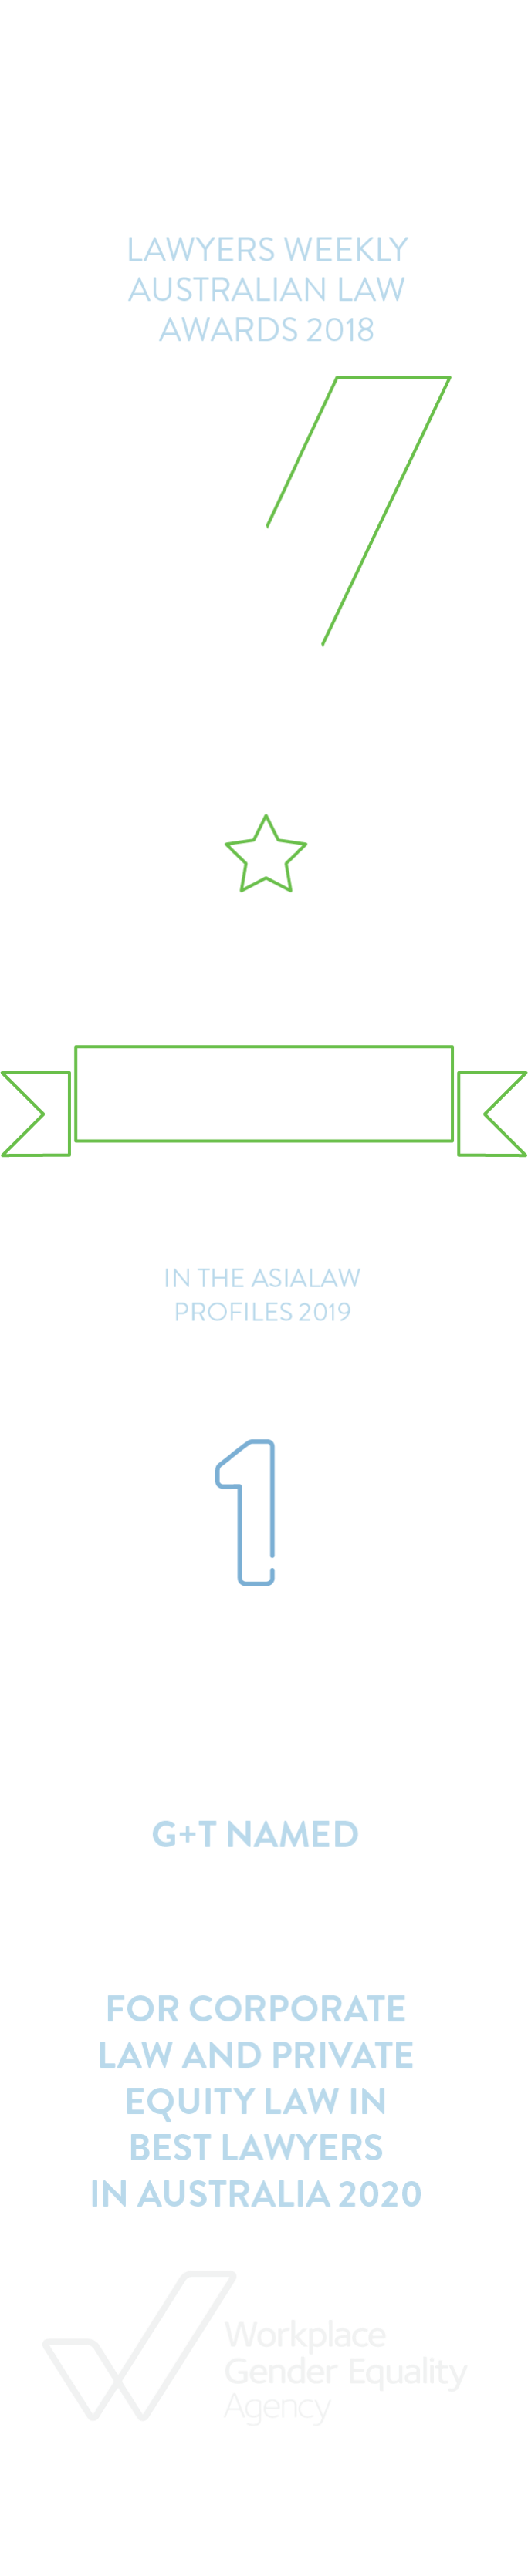 LAWYERS WEEKLY
AUSTRALIAN LAW
AWARDS 2018
IN THE ASIALAW
PROFILES 2019
1
G+T NAMED
FOR CORPORATE
LAW AND PRIVATE
EQUITY LAW IN
BEST LAWYERS
IN AUSTRALIA 2020
Workplace
Gender Equality
Agency